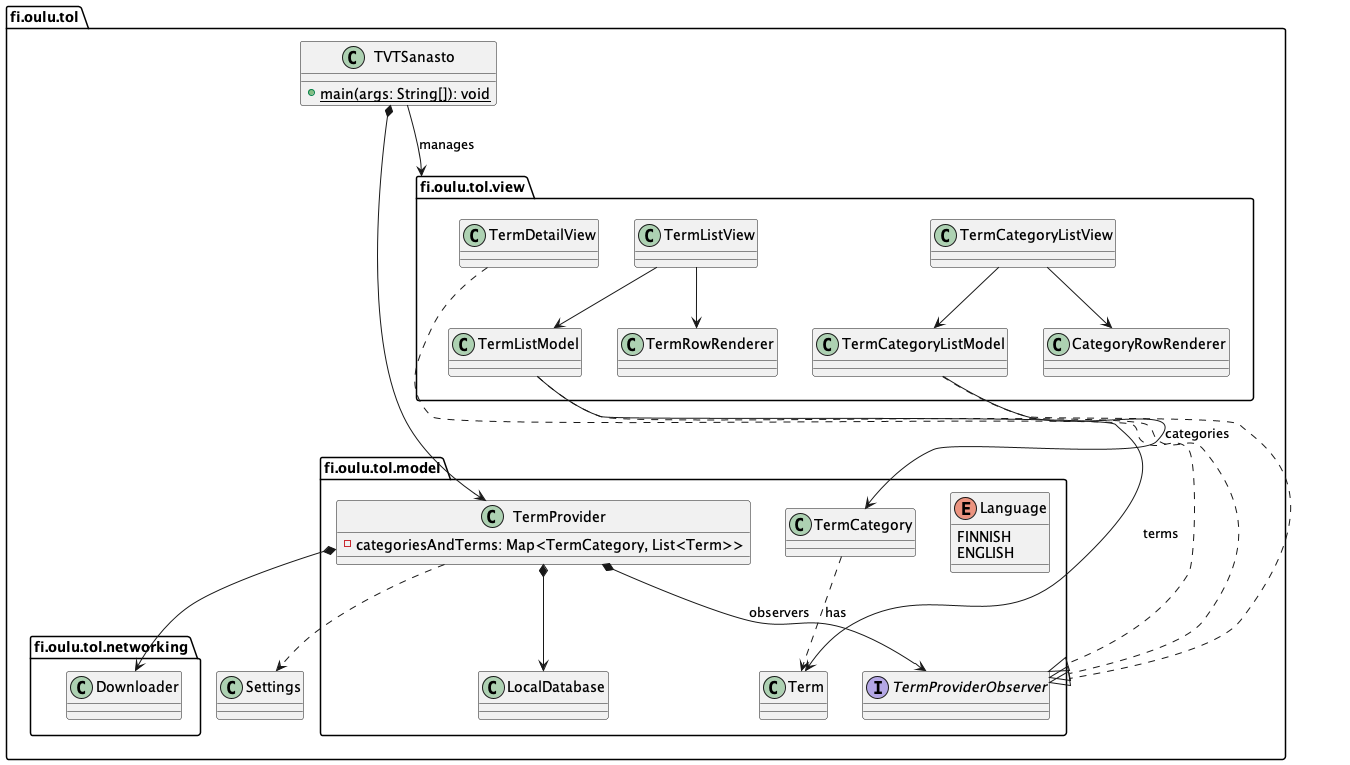 fi.oulu.tol
C TVTSanasto
main(args: String[]): void
manages
fi.oulu.tol.view
C TermDetailView
C TermListView
C TermCategoryListView
C TermListModel
C TermRowRenderer
C TermCategoryListModel
C CategoryRowRenderer
categories
fi.oulu.tol.model
C TermProvider
categoriesAndTerms: Map<TermCategory, List<Term>>
C TermCategory
E Language
FINNISH
ENGLISH
terms
observers
has
fi.oulu.tol.networking
C Downloader
C Settings
C LocalDatabase
C Term
I TermProviderObserver